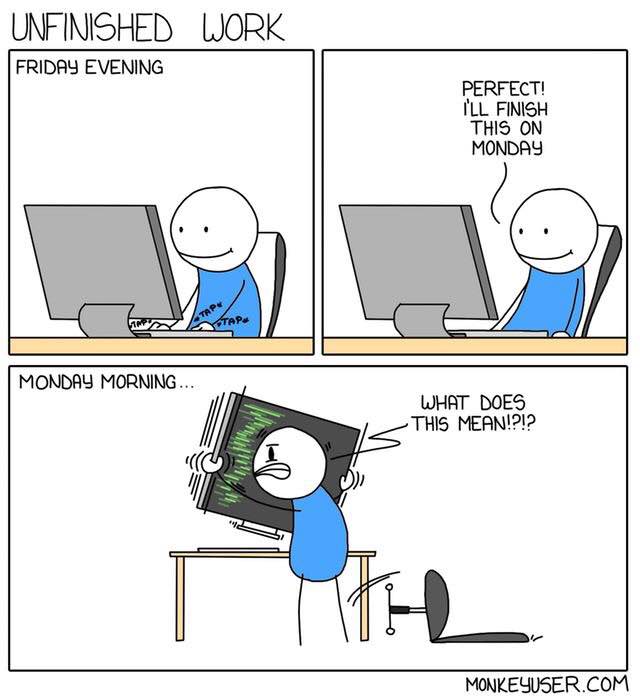 UNFINISHED WORK
FRIDAY EVENING
*TAP*
*TAP*
*TAP*
PERFECT!
I'LL FINISH
THIS ON
MONDAY
MONDAY MORNING...
WHAT DOES
THIS MEAN!?!?
MONKEYUSER.COM